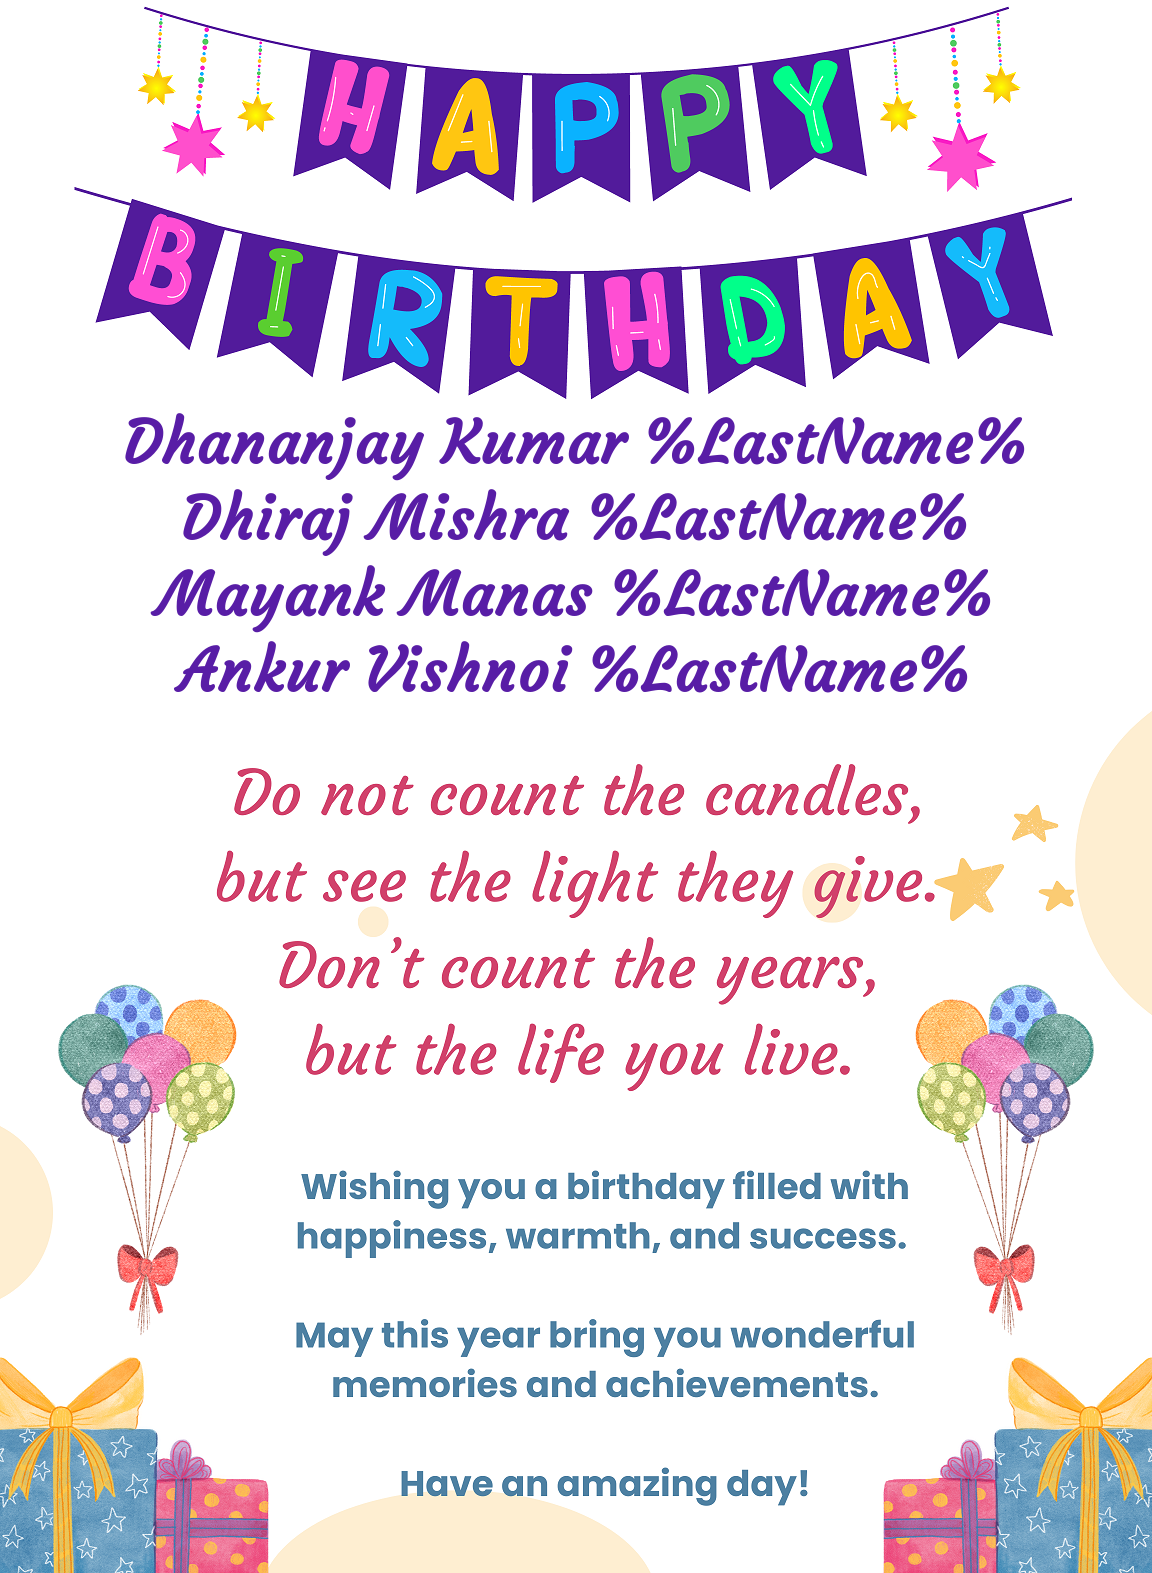 HAPPY
BIRTHDAY
Dhananjay Kumar %LastName%
Dhiraj Mishra %LastName%
Mayank Manas %LastName%
Ankur Vishnoi %LastName%
Do not count the candles,
but see the light they give.
Don’t count the years,
but the life you live.
Wishing you a birthday filled with
happiness, warmth, and success.
May this year bring you wonderful
memories and achievements.
Have an amazing day!